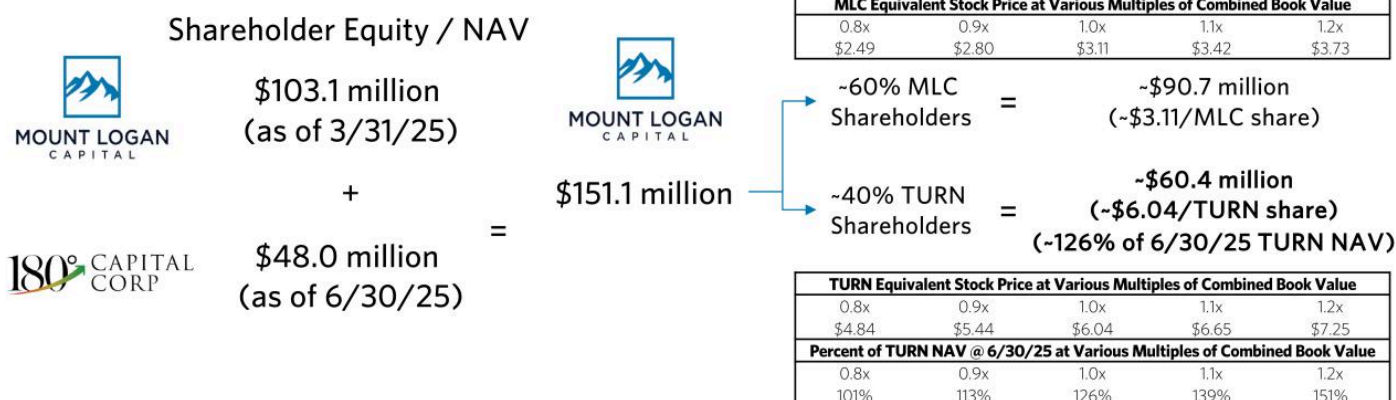 Shareholder Equity / NAV
MOUNT LOGAN
CAPITAL
$103.1 million
(as of 3/31/25)
+
180° CAPITAL
CORP
$48.0 million
(as of 6/30/25)
=
MOUNT LOGAN
CAPITAL
$151.1 million
MLC Equivalent Stock Price at Various Multiples of Combined Book Value
0.8x 0.9x 1.0x 1.1x 1.2x
$2.49 $2.80 $3.11 $3.42 $3.73
~60% MLC
Shareholders
=
~$90.7 million
(~$3.11/MLC share)
~40% TURN
Shareholders
=
~$60.4 million
(~$6.04/TURN share)
(~126% of 6/30/25 TURN NAV)
TURN Equivalent Stock Price at Various Multiples of Combined Book Value
0.8x 0.9x 1.0x 1.1x 1.2x
$4.84 $5.44 $6.04 $6.65 $7.25
Percent of TURN NAV @ 6/30/25 at Various Multiples of Combined Book Value
0.8x 0.9x 1.0x 1.1x 1.2x
101% 113% 126% 139% 151%